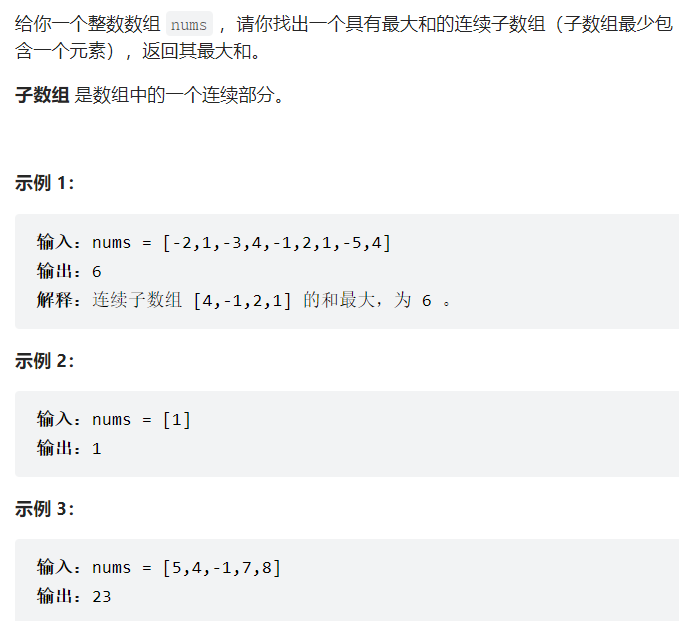 给你一个整数数组 nums ，请你找出一个具有最大和的连续子数组（子数组最少包
含一个元素），返回其最大和。
子数组 是数组中的一个连续部分。
示例 1：
输入：nums = [-2,1,-3,4,-1,2,1,-5,4]
输出：6
解释：连续子数组 [4,-1,2,1] 的和最大，为 6 。
示例 2：
输入：nums = [1]
输出：1
示例 3：
输入：nums = [5,4,-1,7,8]
输出：23